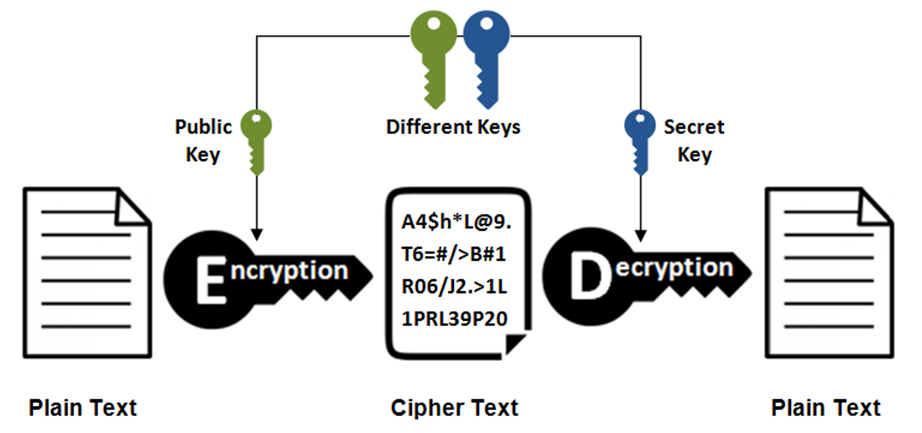 Public
Key
Different Keys
Secret
Key
Encryption
A4$h*L@9.
T6=#/>B#1
R06/J2.>1L
1PRL39P20
Decryption
Plain Text
Cipher Text
Plain Text